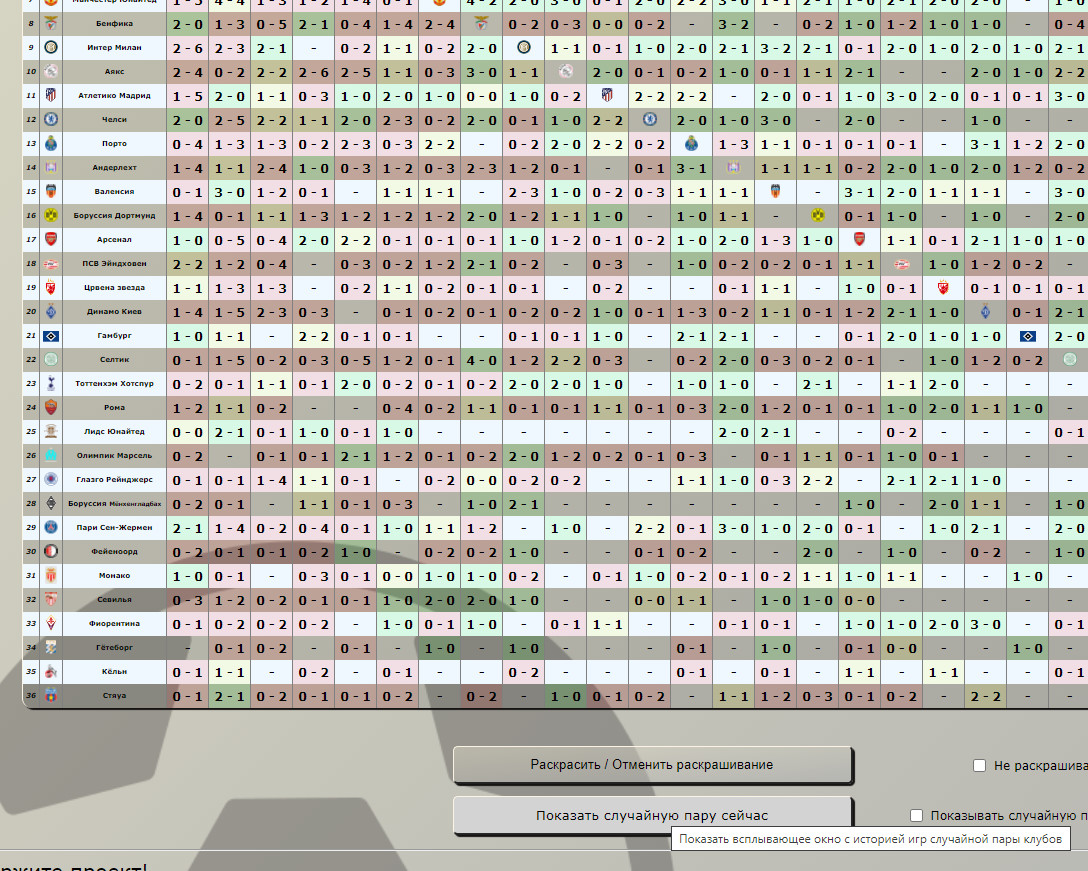 Манчестер Юнайтед
8 Бенфика 2 - 0 1 - 3 0 - 5 2 - 1 0 - 4 1 - 4 2 - 4 0 - 2 0 - 3 0 - 0 0 - 2 - 3 - 2 - 0 - 2 1 - 0 1 - 2 1 - 0 1 - 0 - 0 - 4
9 Интер Милан 2 - 6 2 - 3 2 - 1 - 0 - 2 1 - 1 0 - 2 2 - 0 1 - 1 0 - 1 1 - 0 2 - 0 2 - 1 3 - 2 2 - 1 0 - 1 2 - 0 1 - 0 2 - 0 1 - 0 2 - 1
10 Аякс 2 - 4 0 - 2 2 - 2 2 - 6 2 - 5 1 - 1 0 - 3 3 - 0 1 - 1 2 - 0 0 - 1 0 - 2 1 - 0 0 - 1 1 - 1 2 - 1 - - 2 - 0 1 - 0 2 - 2
11 Атлетико Мадрид 1 - 5 2 - 0 1 - 1 0 - 3 1 - 0 2 - 0 1 - 0 0 - 0 1 - 0 0 - 2 2 - 2 2 - 2 - 2 - 0 0 - 1 1 - 0 3 - 0 2 - 0 0 - 1 0 - 1 3 - 0
12 Челси 2 - 0 2 - 5 2 - 2 1 - 1 2 - 0 2 - 3 0 - 2 2 - 0 0 - 1 1 - 0 2 - 2 2 - 0 1 - 0 3 - 0 - 2 - 0 - - 1 - 0 - -
13 Порто 0 - 4 1 - 3 1 - 3 0 - 2 2 - 3 0 - 3 2 - 2 - 0 - 2 2 - 0 2 - 2 0 - 2 1 - 3 1 - 1 0 - 1 0 - 1 0 - 1 - 3 - 1 1 - 2 2 - 0
14 Андерлехт 1 - 4 1 - 1 2 - 4 1 - 0 0 - 3 1 - 2 0 - 3 2 - 3 1 - 2 0 - 1 - 0 - 1 3 - 1 1 - 1 1 - 1 0 - 2 2 - 0 1 - 0 2 - 0 1 - 2 0 - 2
15 Валенсия 0 - 1 3 - 0 1 - 2 0 - 1 - 1 - 1 1 - 1 - 2 - 3 1 - 0 0 - 2 0 - 3 1 - 1 1 - 1 - 3 - 1 2 - 0 1 - 1 1 - 1 - 3 - 0
16 Боруссия Дортмунд 1 - 4 0 - 1 1 - 1 1 - 3 1 - 2 1 - 2 1 - 2 2 - 0 1 - 2 1 - 1 1 - 0 - 1 - 0 1 - 1 - 0 - 1 1 - 0 - 1 - 0 - 2 - 0
17 Арсенал 1 - 0 0 - 5 0 - 4 2 - 0 2 - 2 0 - 1 0 - 1 0 - 1 1 - 0 1 - 2 0 - 1 0 - 2 1 - 0 2 - 0 1 - 3 1 - 0 1 - 1 0 - 1 2 - 1 1 - 0 1 - 0
18 ПСВ Эйндховен 2 - 2 1 - 2 0 - 4 - 0 - 3 0 - 2 1 - 2 2 - 1 0 - 2 - 0 - 3 - 1 - 0 0 - 2 0 - 2 0 - 1 1 - 1 1 - 0 1 - 2 0 - 2 -
19 Црвена звезда 1 - 1 1 - 3 1 - 3 - 0 - 2 1 - 1 0 - 2 0 - 1 0 - 1 - 0 - 2 - - 0 - 1 1 - 1 - 1 - 0 0 - 1 0 - 1 0 - 1 0 - 1
20 Динамо Киев 1 - 4 1 - 5 2 - 3 0 - 3 - 0 - 1 0 - 2 0 - 1 0 - 2 0 - 2 1 - 0 0 - 1 1 - 3 0 - 2 1 - 1 0 - 1 1 - 2 2 - 1 1 - 0 0 - 1 2 - 1
21 Гамбург 1 - 0 1 - 1 - 2 - 2 0 - 1 0 - 1 - - 0 - 1 0 - 1 1 - 0 - 2 - 1 2 - 1 - - 0 - 1 2 - 0 1 - 0 1 - 0 2 - 0
22 Селтик 0 - 1 1 - 5 0 - 2 0 - 3 0 - 5 1 - 2 0 - 1 4 - 0 1 - 2 2 - 2 0 - 3 - 0 - 2 2 - 0 0 - 3 0 - 2 0 - 1 - 1 - 0 1 - 2 0 - 2
23 Тоттенхэм Хотспур 0 - 2 0 - 1 1 - 1 0 - 1 2 - 0 0 - 2 0 - 1 0 - 2 2 - 0 2 - 0 1 - 0 - 1 - 0 1 - 0 - 2 - 1 - 1 - 1 2 - 0 - - -
24 Рома 1 - 2 1 - 1 0 - 2 - - 0 - 4 0 - 2 1 - 1 0 - 1 0 - 1 1 - 1 0 - 1 0 - 3 2 - 0 1 - 2 0 - 1 0 - 1 1 - 0 2 - 0 1 - 1 1 - 0 -
25 Лидс Юнайтед 0 - 0 2 - 1 0 - 1 1 - 0 0 - 1 1 - 0 - - - - - - - 2 - 0 2 - 1 - - 0 - 2 - - - 0 - 1
26 Олимпик Марсель 0 - 2 - 0 - 1 0 - 1 2 - 1 1 - 2 0 - 1 0 - 2 2 - 0 1 - 2 0 - 2 0 - 1 0 - 3 - 0 - 1 1 - 1 0 - 1 1 - 0 0 - 1 - - -
27 Глазго Рейнджерс 0 - 1 0 - 1 1 - 4 1 - 1 0 - 1 - 0 - 2 0 - 0 0 - 2 0 - 2 - - 1 - 1 1 - 0 0 - 3 2 - 2 - 2 - 1 2 - 1 1 - 0 - -
28 Боруссия Мёнхенгладбах 0 - 2 0 - 1 - 1 - 1 0 - 1 0 - 3 - 1 - 0 2 - 1 - - - - - - - 1 - 0 - 2 - 0 1 - 1 - 1 - 0
29 Пари Сен-Жермен 2 - 1 1 - 4 0 - 2 0 - 4 0 - 1 1 - 0 1 - 1 1 - 2 - 1 - 0 - 2 - 2 0 - 1 3 - 0 1 - 0 2 - 0 0 - 1 - 1 - 0 2 - 1 - 2 - 0
30 Фейеноорд 0 - 2 0 - 1 0 - 1 0 - 2 1 - 0 - 0 - 2 0 - 2 1 - 0 - - 0 - 1 0 - 2 - - 2 - 0 - 1 - 0 - 0 - 2 - 1 - 0
31 Монако 1 - 0 0 - 1 - 0 - 3 0 - 1 0 - 0 1 - 0 1 - 0 0 - 2 - 0 - 1 1 - 0 0 - 2 0 - 1 0 - 2 1 - 1 1 - 0 1 - 1 - - 1 - 0 -
32 Севилья 0 - 3 1 - 2 0 - 2 0 - 1 0 - 1 1 - 0 2 - 0 2 - 0 1 - 0 - - 0 - 0 1 - 1 - 1 - 0 1 - 0 0 - 0 - - - - -
33 Фиорентина 0 - 1 0 - 2 0 - 2 0 - 2 - 1 - 0 0 - 1 1 - 0 - 0 - 1 1 - 1 - - 0 - 1 0 - 1 - 1 - 0 1 - 0 2 - 0 3 - 0 - 0 - 1
34 Гётеборг - 0 - 1 0 - 2 - 0 - 1 - 1 - 0 - 1 - 0 - - - 0 - 1 - 1 - 0 - 0 - 1 0 - 0 - - 1 - 0 -
35 Кёльн 0 - 1 1 - 1 - 0 - 2 - 0 - 1 - - 0 - 2 - - - 0 - 1 - 0 - 1 - 1 - 1 - 1 - 1 - - 0 - 1
36 Стяуа 0 - 1 2 - 1 0 - 2 0 - 1 0 - 1 0 - 2 - 0 - 2 - 1 - 0 0 - 1 0 - 2 - 1 - 1 1 - 2 0 - 3 0 - 1 0 - 2 - 2 - 2 - -
Раскрасить / Отменить раскрашивание
Не раскрашива
Показать случайную пару сейчас
Показывать случайную п
Показать всплывающее окно с историей игр случайной пары клубов
ржите проект!